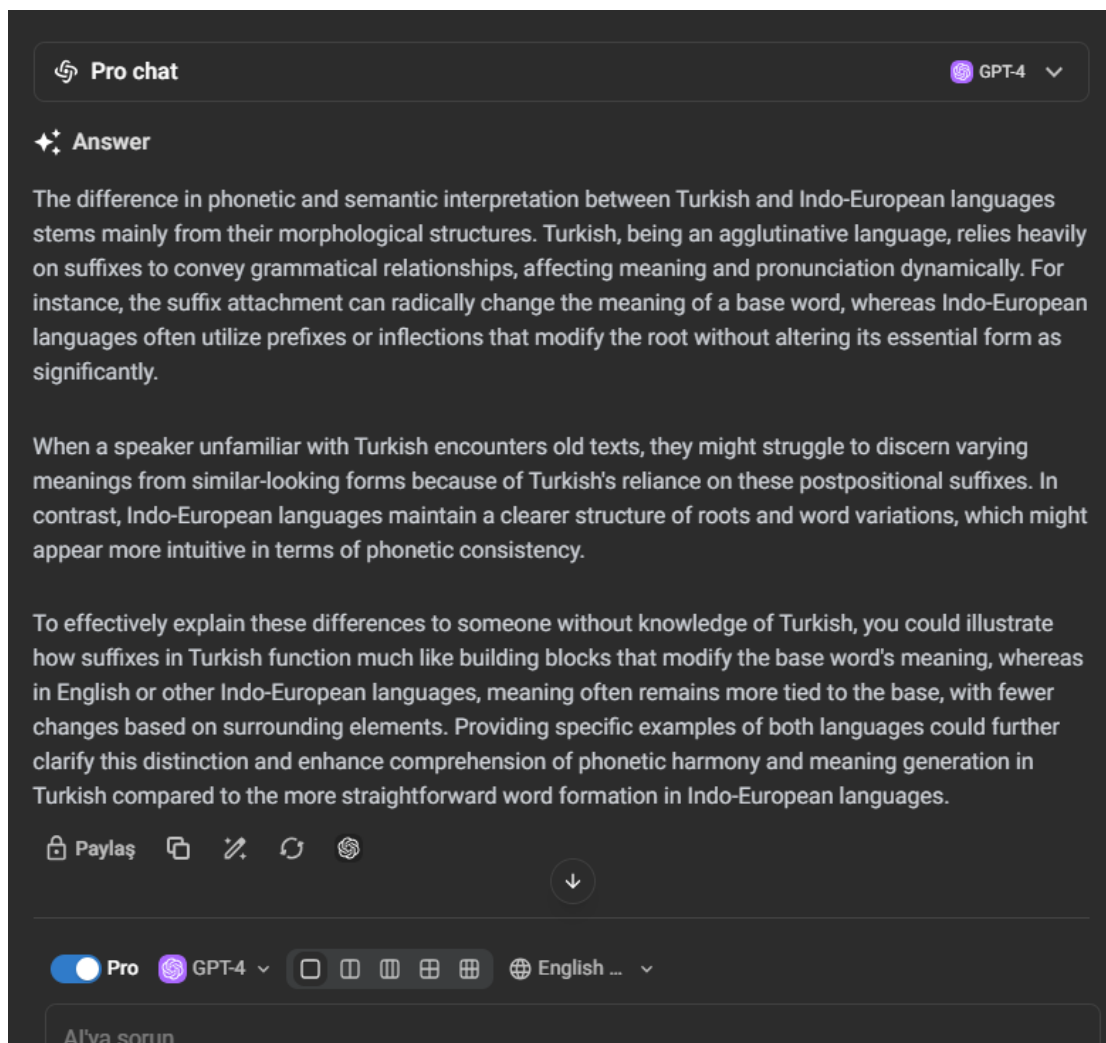 Pro chat
GPT-4
Answer
The difference in phonetic and semantic interpretation between Turkish and Indo-European languages
stems mainly from their morphological structures. Turkish, being an agglutinative language, relies heavily
on suffixes to convey grammatical relationships, affecting meaning and pronunciation dynamically. For
instance, the suffix attachment can radically change the meaning of a base word, whereas Indo-European
languages often utilize prefixes or inflections that modify the root without altering its essential form as
significantly.
When a speaker unfamiliar with Turkish encounters old texts, they might struggle to discern varying
meanings from similar-looking forms because of Turkish's reliance on these postpositional suffixes. In
contrast, Indo-European languages maintain a clearer structure of roots and word variations, which might
appear more intuitive in terms of phonetic consistency.
To effectively explain these differences to someone without knowledge of Turkish, you could illustrate
how suffixes in Turkish function much like building blocks that modify the base word's meaning, whereas
in English or other Indo-European languages, meaning often remains more tied to the base, with fewer
changes based on surrounding elements. Providing specific examples of both languages could further
clarify this distinction and enhance comprehension of phonetic harmony and meaning generation in
Turkish compared to the more straightforward word formation in Indo-European languages.
Paylaş
Pro GPT-4 English ...
AI'ya sorun